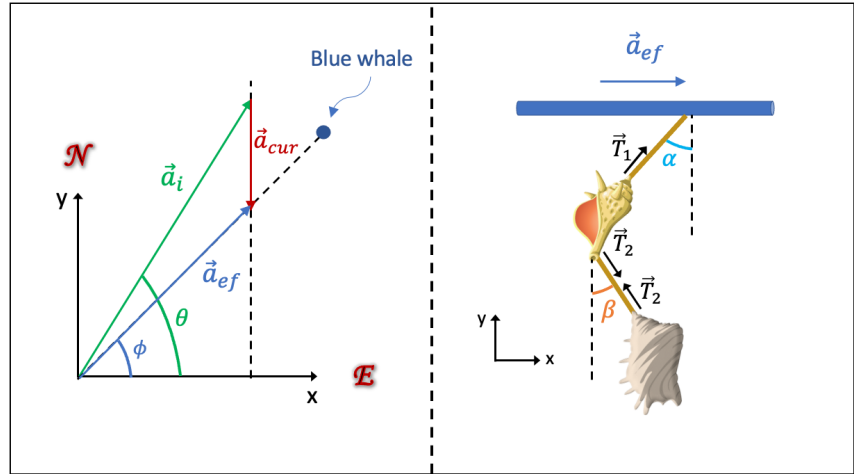 Blue whale
𝒩
y
a⃗_i
a⃗_cur
a⃗_ef
θ
ϕ
x
ℰ
a⃗_ef
T⃗_1
α
T⃗_2
T⃗_2
β
y
x